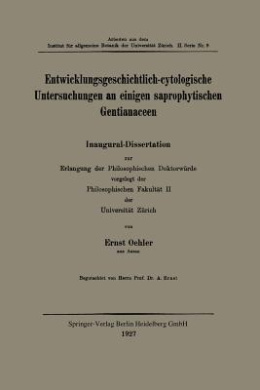 Arbeiten aus dem
Institut für allgemeine Botanik der Universität Zürich. II. Serie Nr. 9
Entwicklungsgeschichtlich-cytologische
Untersuchungen an einigen saprophytischen
Gentianaceen
Inaugural-Dissertation
zur
Erlangung der Philosophischen Doktorwürde
vorgelegt der
Philosophischen Fakultät II
der
Universität Zürich
von
Ernst Oehler
aus
Begutachtet von Herrn Prof. Dr. A. Ernst
Springer-Verlag Berlin Heidelberg GmbH
1927